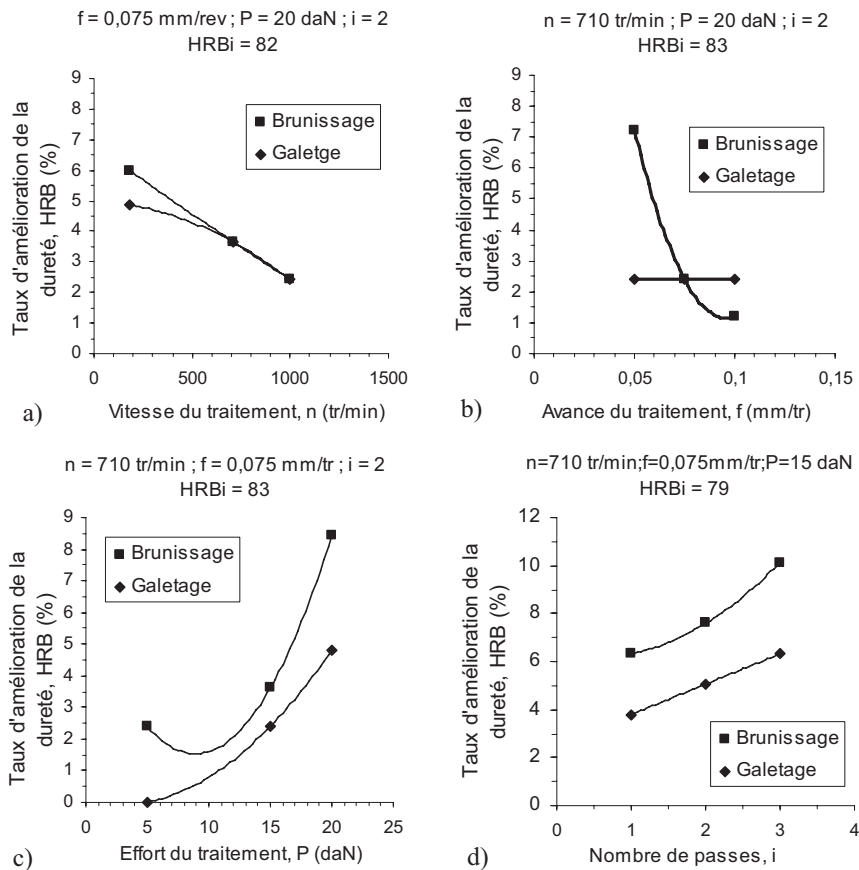 f = 0,075 mm/rev ; P = 20 daN ; i = 2
HRBi = 82
Taux d'amélioration de la
dureté, HRB (%)
9
8
7
6
5
4
3
2
1
0
Brunissage
Galetge
0 500 1000 1500
a) Vitesse du traitement, n (tr/min)
n = 710 tr/min ; P = 20 daN ; i = 2
HRBi = 83
Taux d'amélioration de la
dureté, HRB (%)
9
8
7
6
5
4
3
2
1
0
Brunissage
Galetage
0 0,05 0,1 0,15
b) Avance du traitement, f (mm/tr)
n = 710 tr/min ; f = 0,075 mm/tr ; i = 2
HRBi = 83
Taux d'amélioration de la
dureté, HRB (%)
9
8
7
6
5
4
3
2
1
0
Brunissage
Galetage
0 5 10 15 20 25
c) Effort du traitement, P (daN)
n=710 tr/min;f=0,075mm/tr;P=15 daN
HRBi = 79
Taux d'amélioration de la
dureté, HRB (%)
12
10
8
6
4
2
0
Brunissage
Galetage
0 1 2 3 4
d) Nombre de passes, i